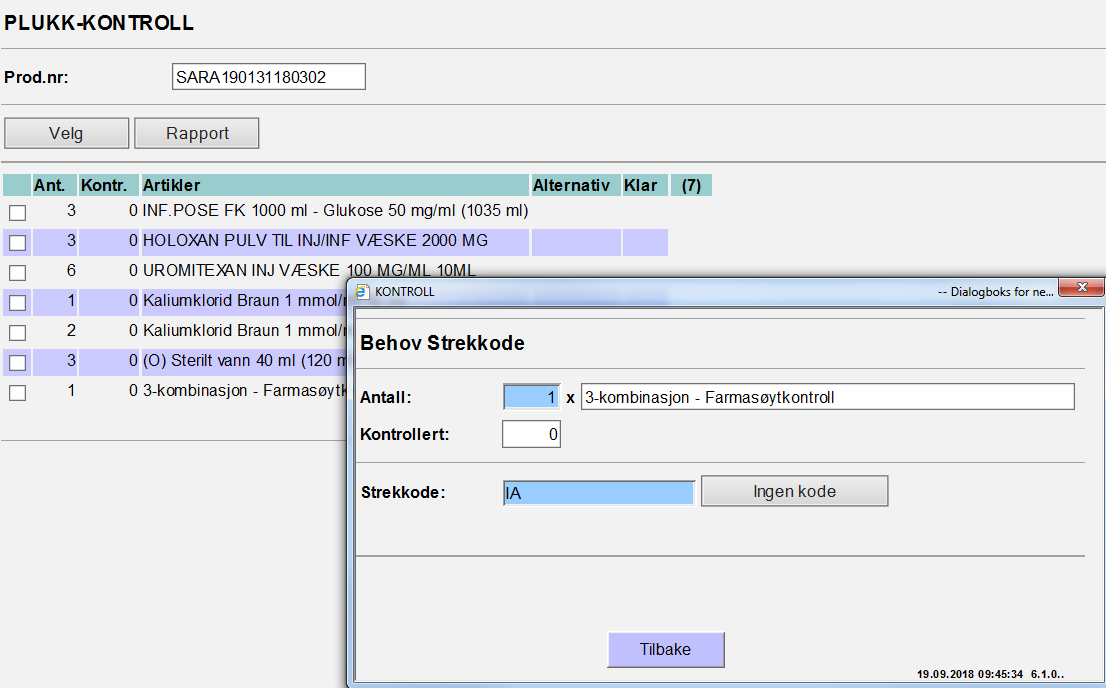 PLUKK-KONTROLL
Prod.nr: SARA190131180302
Velg Rapport
Ant. Kontr. Artikler Alternativ Klar (7)
3 0 INF.POSE FK 1000 ml - Glukose 50 mg/ml (1035 ml)
3 0 HOLOXAN PULV TIL INJ/INF VÆSKE 2000 MG
6 0 UROMITEXAN INJ VÆSKE 100 MG/ML 10ML
1 0 Kaliumklorid Braun 1 mmol/
2 0 Kaliumklorid Braun 1 mmol/
3 0 (O) Sterilt vann 40 ml (120 m
1 0 3-kombinasjon - Farmasøytk
KONTROLL -- Dialogboks for ne...
Behov Strekkode
Antall: 1 x 3-kombinasjon - Farmasøytkontroll
Kontrollert: 0
Strekkode: IA Ingen kode
Tilbake
19.09.2018 09:45:34 6.1.0..